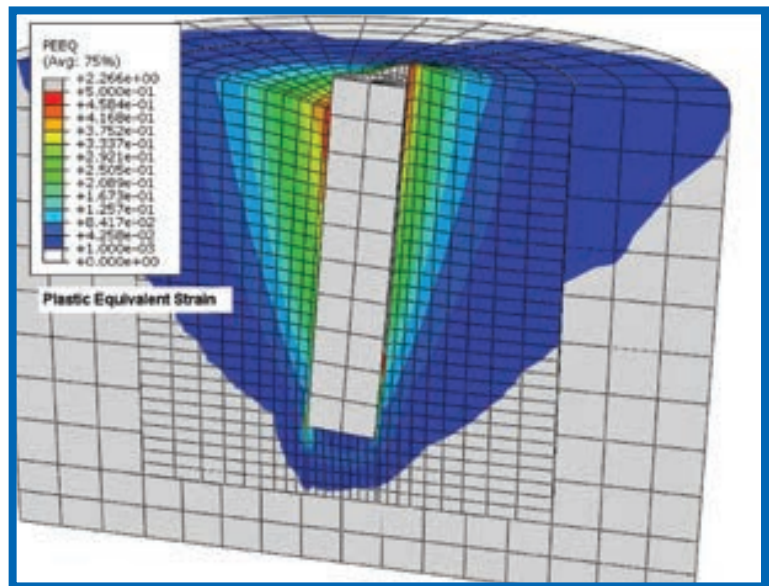 PEEQ
(Avg: 75%)
+2.266e+00
+5.000e-01
+4.584e-01
+4.168e-01
+3.752e-01
+3.337e-01
+2.921e-01
+2.505e-01
+2.089e-01
+1.673e-01
+1.257e-01
+8.417e-02
+4.258e-02
+1.000e-03
+0.000e+00
Plastic Equivalent Strain